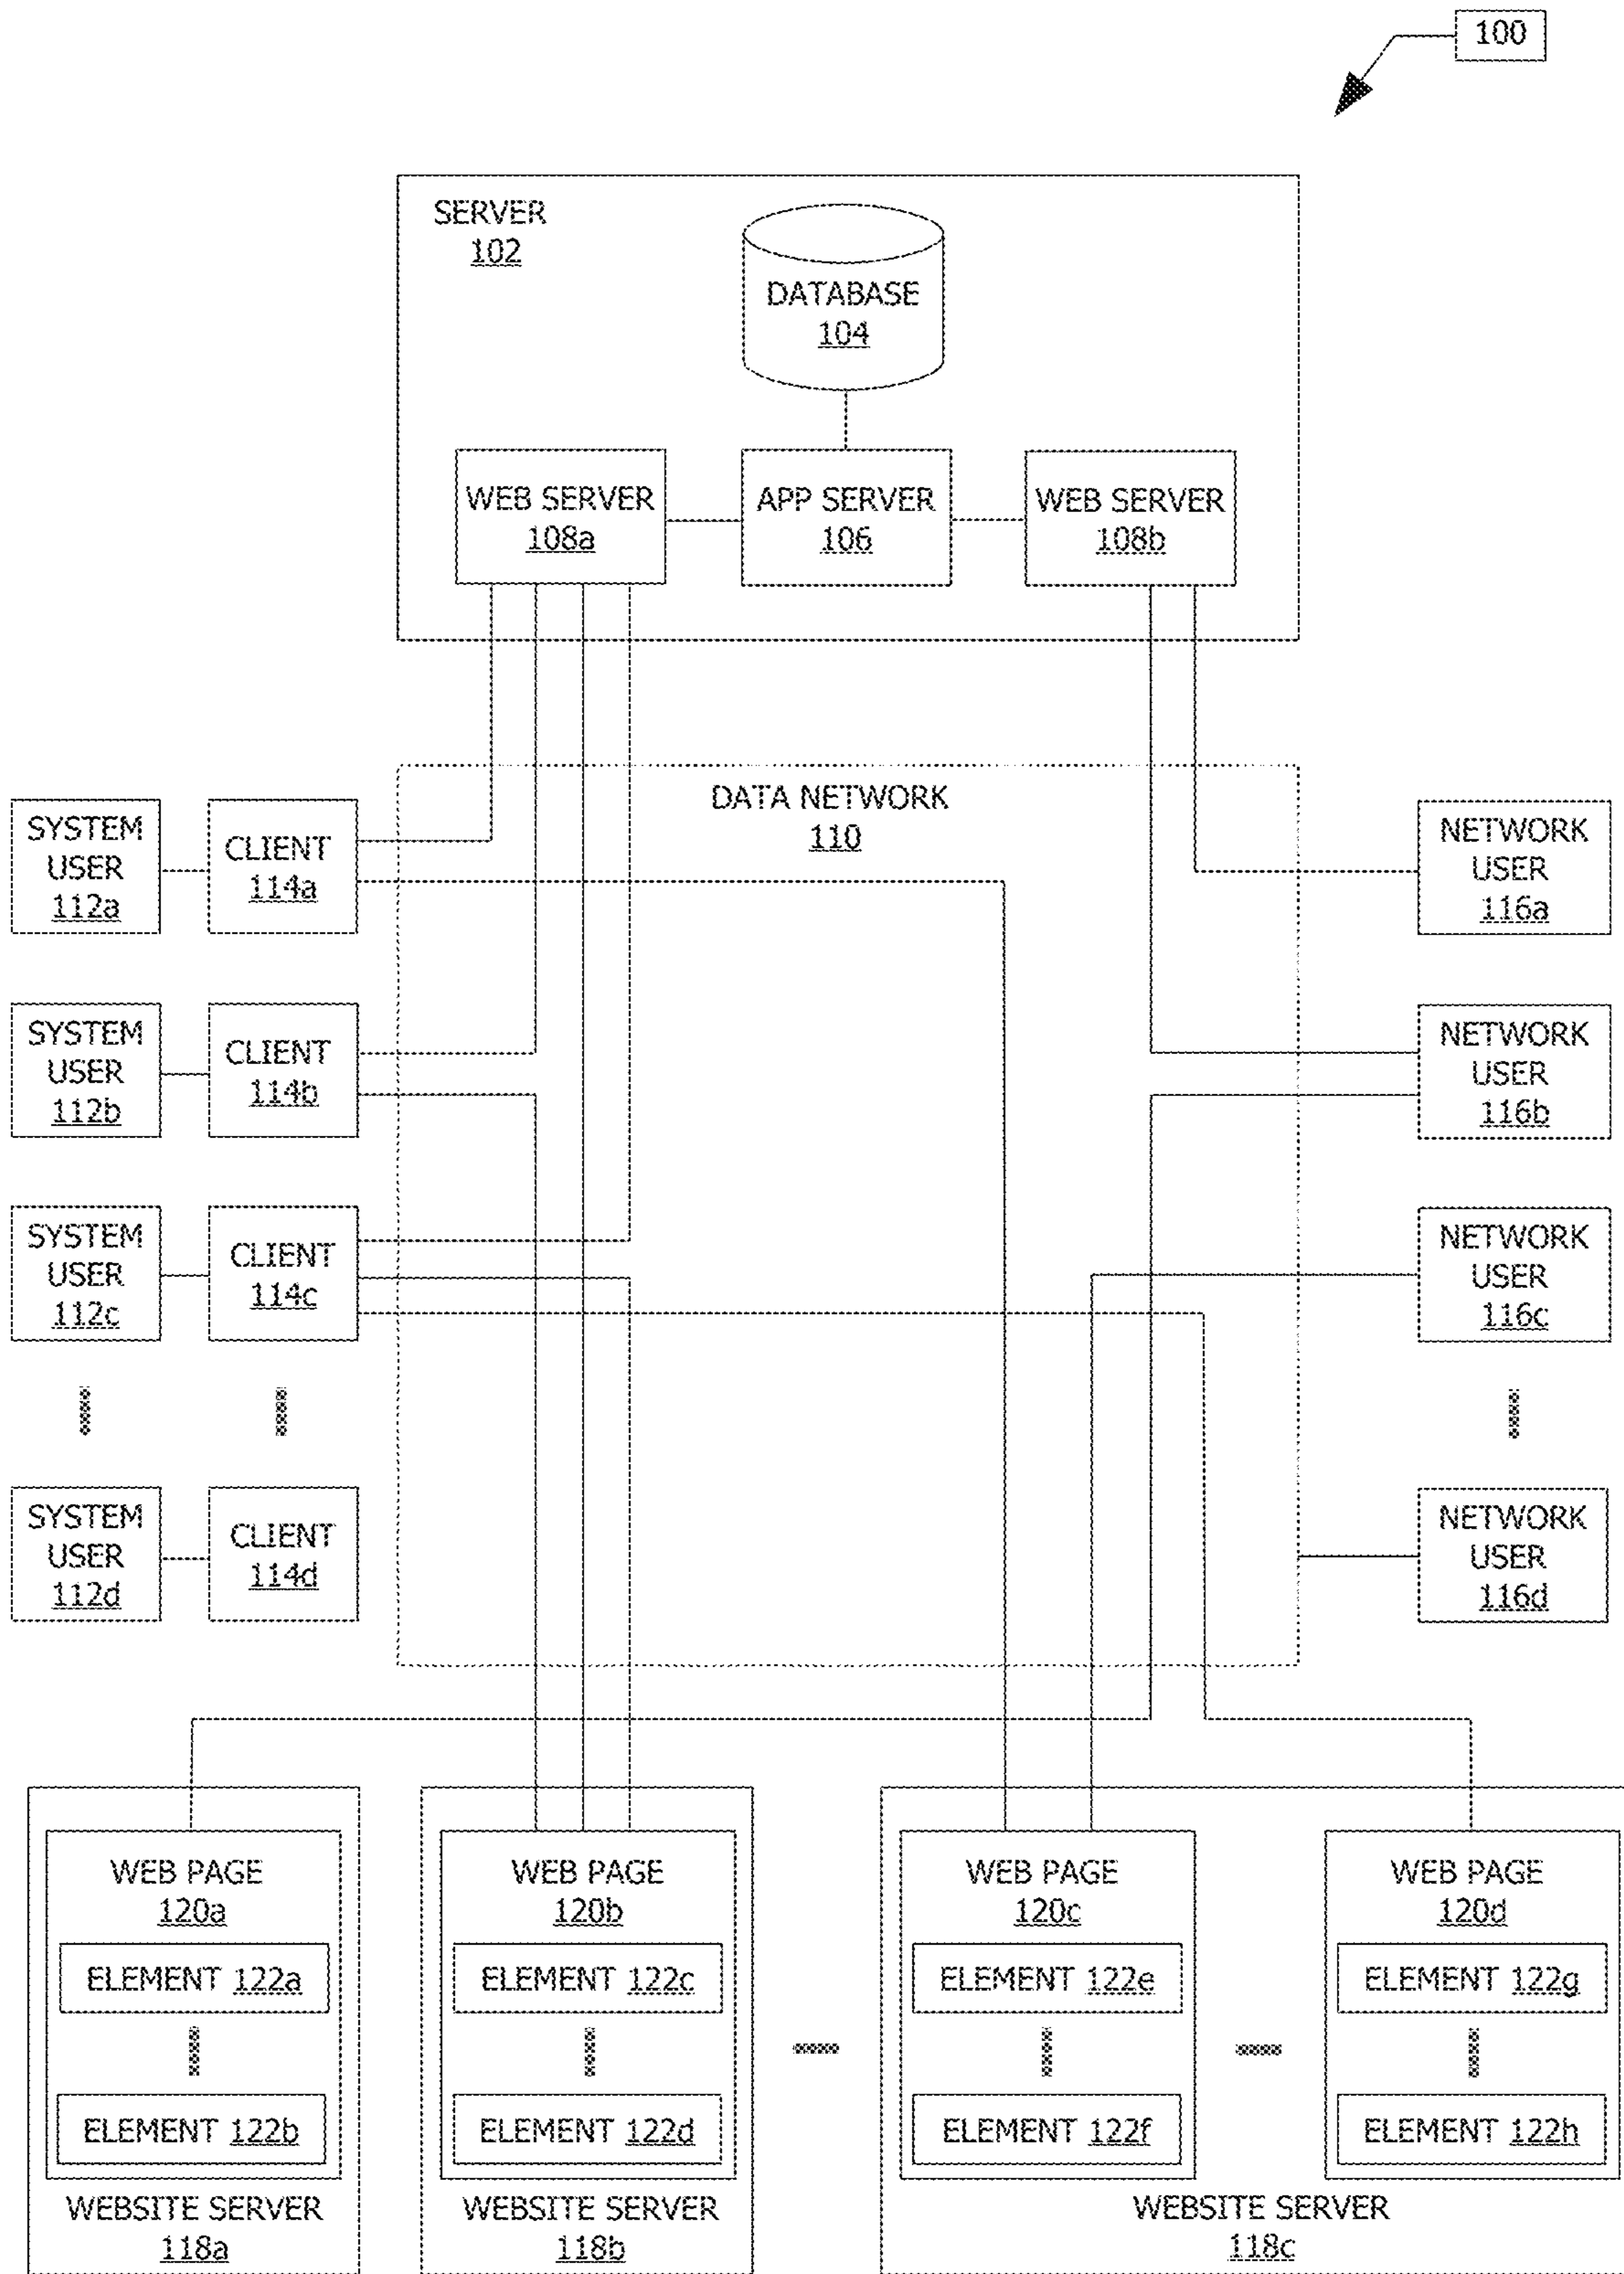 100
SERVER
102
DATABASE
104
WEB SERVER
108a
APP SERVER
106
WEB SERVER
108b
DATA NETWORK
110
SYSTEM
USER
112a
CLIENT
114a
NETWORK
USER
116a
SYSTEM
USER
112b
CLIENT
114b
NETWORK
USER
116b
SYSTEM
USER
112c
CLIENT
114c
NETWORK
USER
116c
SYSTEM
USER
112d
CLIENT
114d
NETWORK
USER
116d
WEB PAGE
120a
ELEMENT 122a
ELEMENT 122b
WEBSITE SERVER
118a
WEB PAGE
120b
ELEMENT 122c
ELEMENT 122d
WEBSITE SERVER
118b
WEB PAGE
120c
ELEMENT 122e
ELEMENT 122f
WEB PAGE
120d
ELEMENT 122g
ELEMENT 122h
WEBSITE SERVER
118c